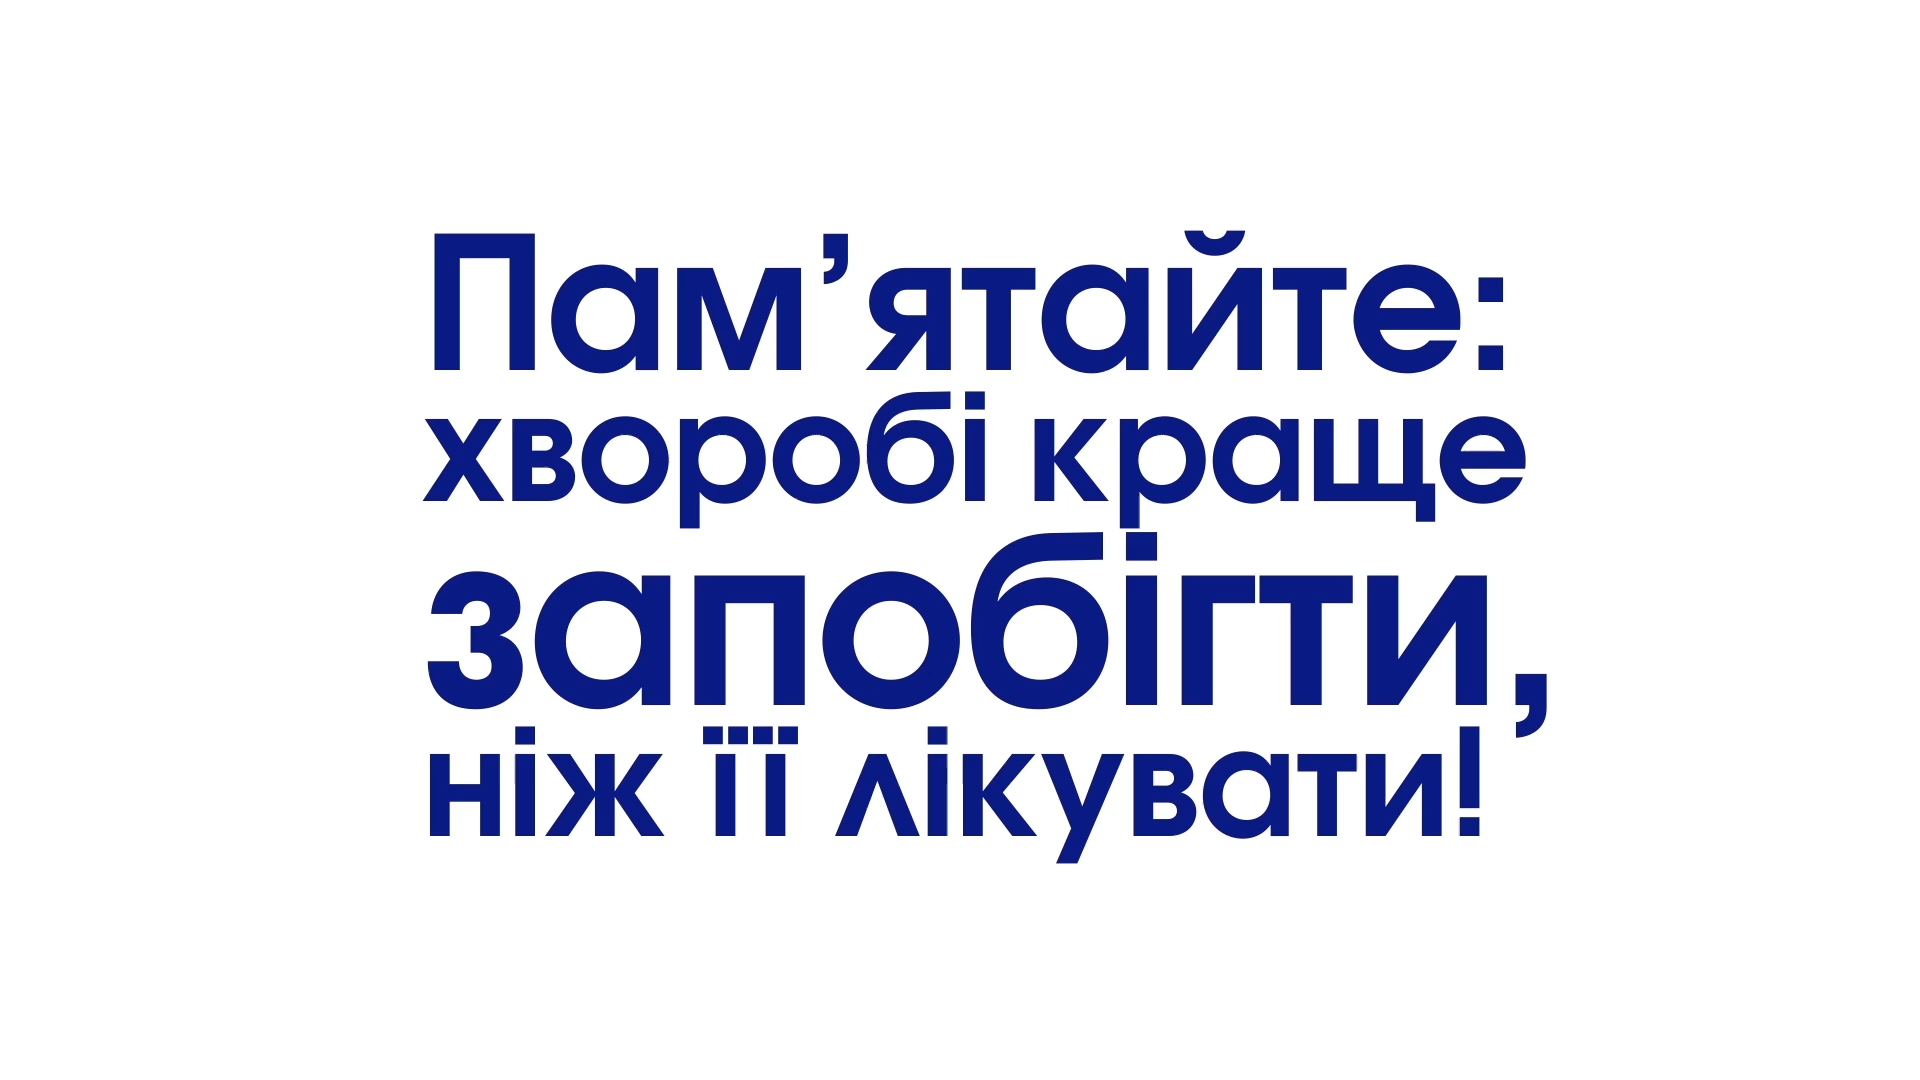 Пам’ятайте:
хворобі краще
запобігти,
ніж її лікувати!